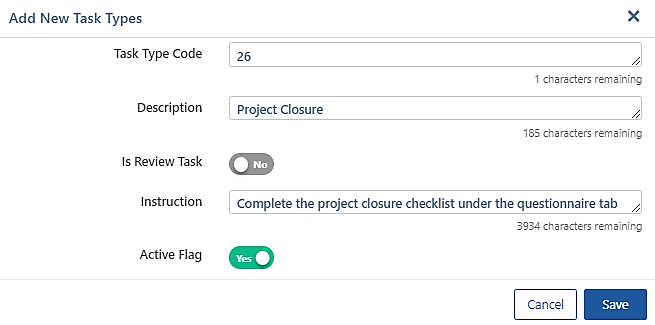 Add New Task Types
Task Type Code
26
1 characters remaining
Description
Project Closure
185 characters remaining
Is Review Task
No
Instruction
Complete the project closure checklist under the questionnaire tab
3934 characters remaining
Active Flag
Yes
Cancel
Save